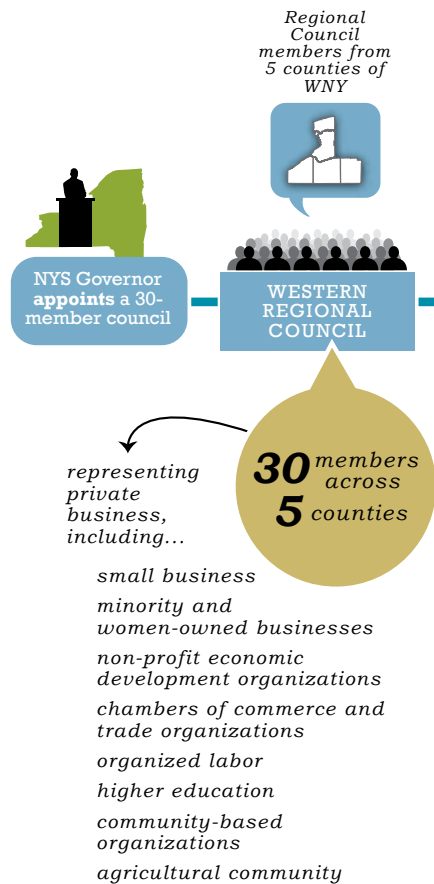 Regional
Council
members from
5 counties of
WNY
NYS Governor
appoints a 30-
member council
WESTERN
REGIONAL
COUNCIL
30 members
across
5 counties
representing
private
business,
including...
small business
minority and
women-owned businesses
non-profit economic
development organizations
chambers of commerce and
trade organizations
organized labor
higher education
community-based
organizations
agricultural community